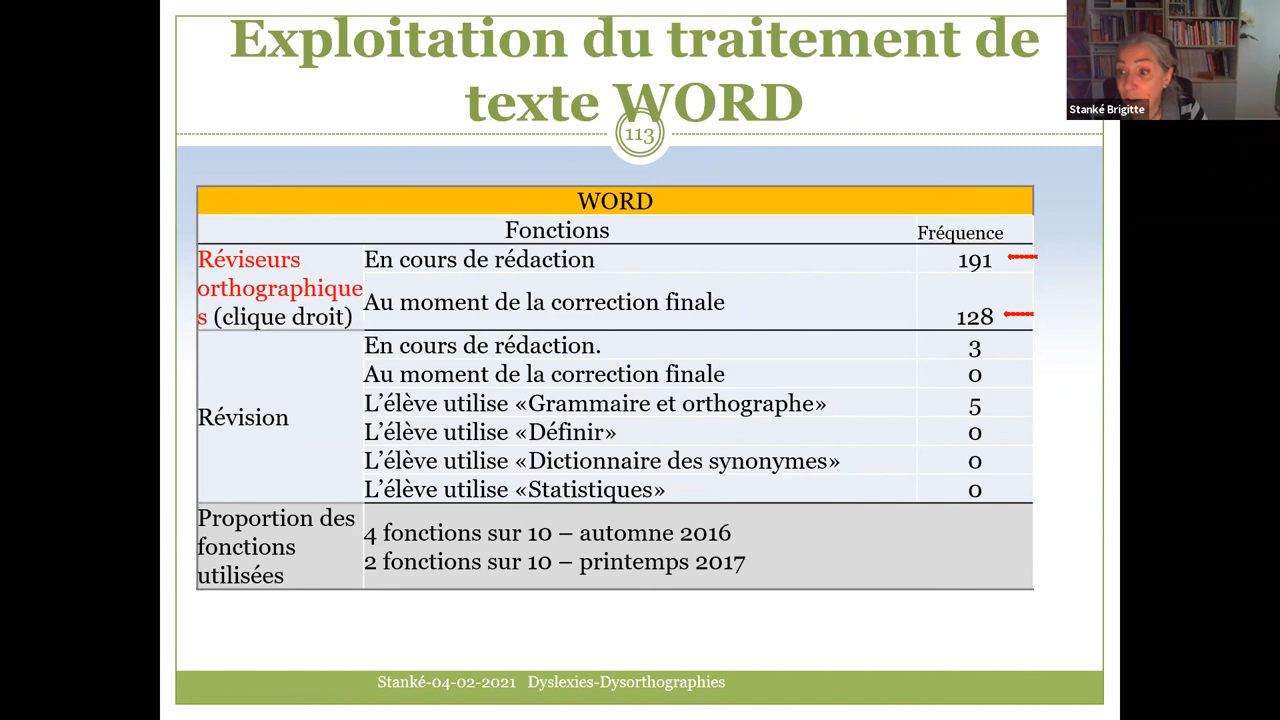 Exploitation du traitement de
texte WORD
113
Stanké Brigitte
WORD
Fonctions
Fréquence
Réviseurs
orthographique
s (clique droit)
En cours de rédaction
191
Au moment de la correction finale
128
Révision
En cours de rédaction.
3
Au moment de la correction finale
0
L'élève utilise «Grammaire et orthographe»
5
L'élève utilise «Définir»
0
L'élève utilise «Dictionnaire des synonymes»
0
L'élève utilise «Statistiques»
0
Proportion des
fonctions
utilisées
4 fonctions sur 10 – automne 2016
2 fonctions sur 10 – printemps 2017
Stanké-04-02-2021 Dyslexies-Dysorthographies